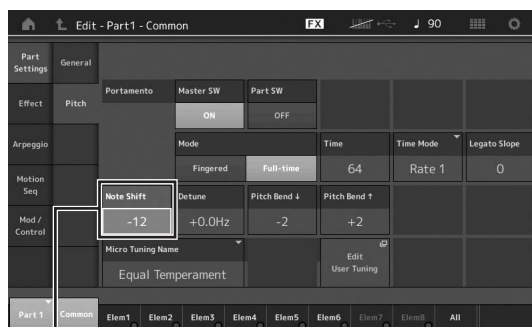 Edit - Part1 - Common FX ♩ 90
Part Settings
General
Effect
Pitch
Arpeggio
Motion Seq
Mod / Control
Portamento Master SW Part SW
ON OFF
Mode Time Time Mode Legato Slope
Fingered Full-time 64 Rate 1 0
Note Shift Detune Pitch Bend ↓ Pitch Bend ↑
-12 +0.0Hz -2 +2
Micro Tuning Name
Equal Temperament
Edit User Tuning
Part 1 Common Elem1 Elem2 Elem3 Elem4 Elem5 Elem6 Elem7 Elem8 All